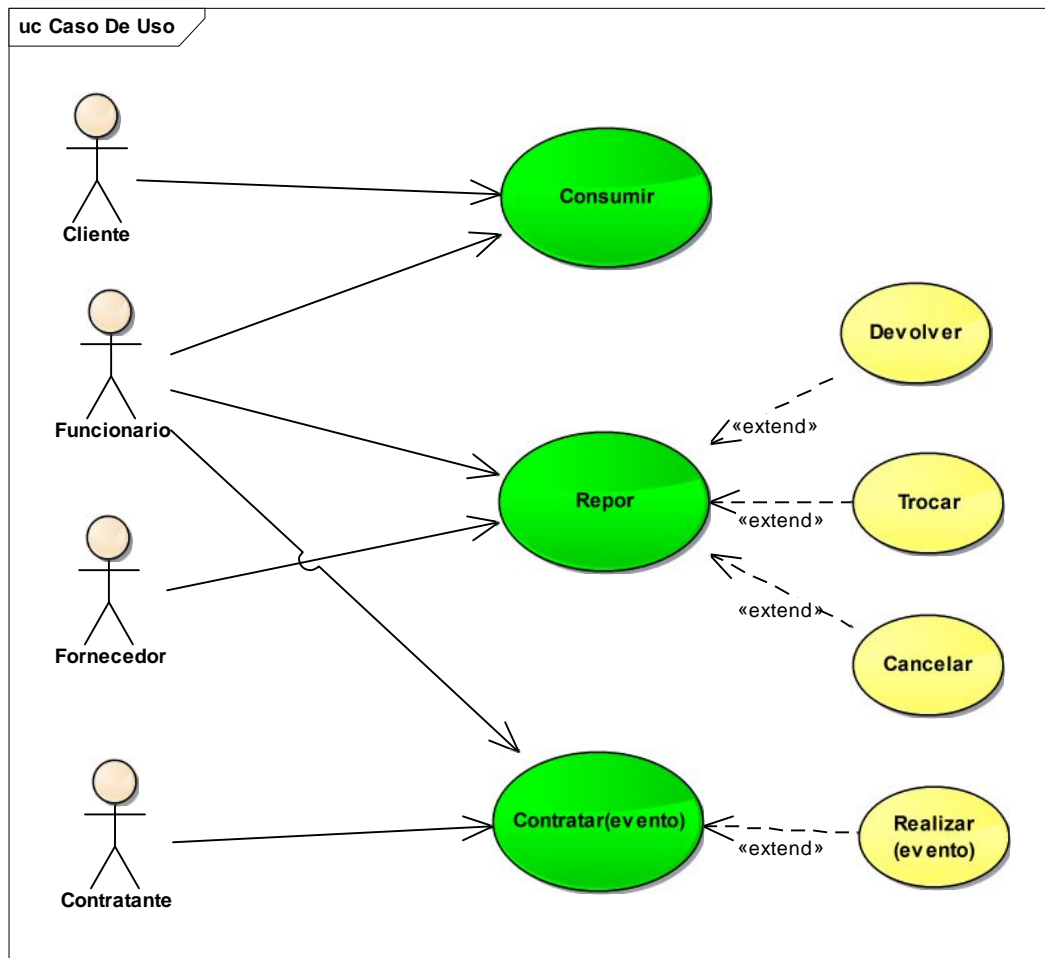 uc Caso De Uso
Cliente
Consumir
Funcionario
Devolver
«extend»
Repor
Trocar
«extend»
Fornecedor
«extend»
Cancelar
Contratante
Contratar(evento)
«extend»
Realizar
(evento)